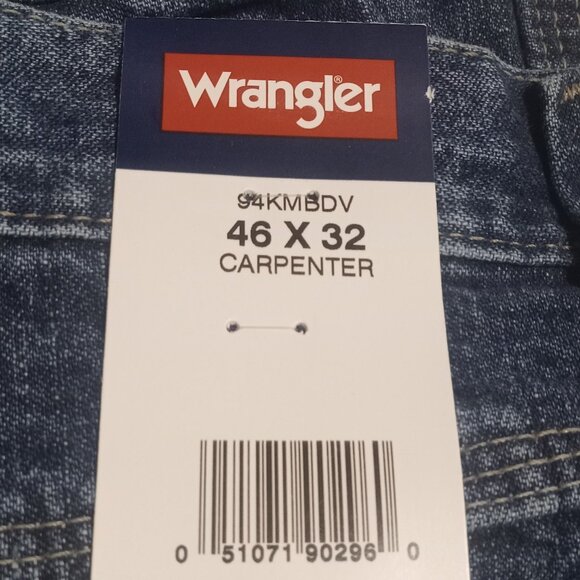 Wrangler®
94KMBDV
46 X 32
CARPENTER
0 51071 90296 0